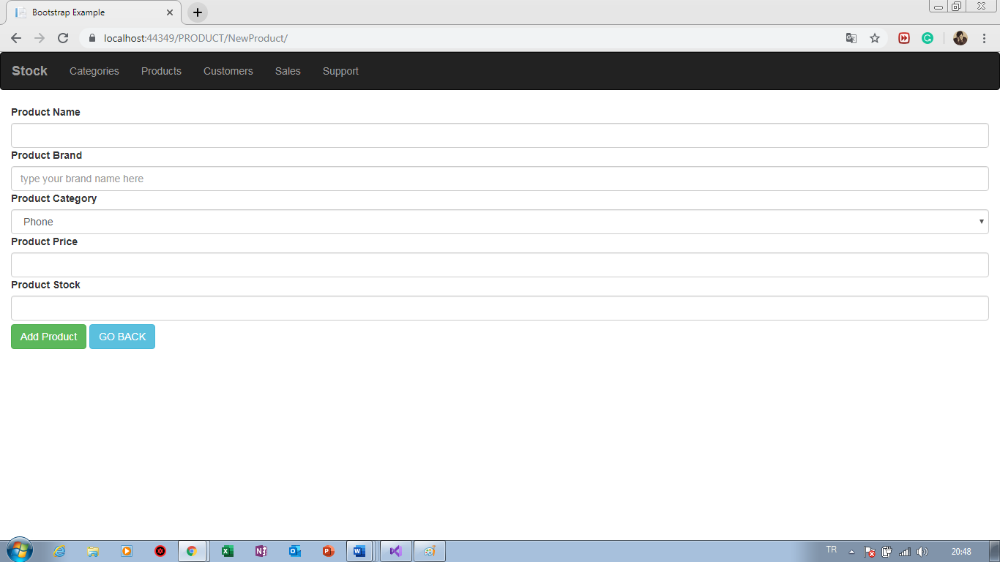 Bootstrap Example
localhost:44349/PRODUCT/NewProduct/
Stock Categories Products Customers Sales Support
Product Name
Product Brand
type your brand name here
Product Category
Phone
Product Price
Product Stock
Add Product GO BACK
TR 20:48